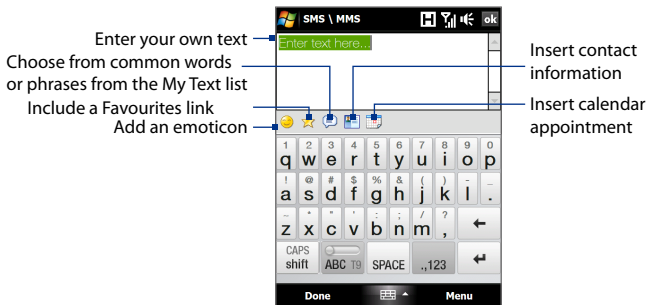 SMS \ MMS
H
ok
Enter your own text
Enter text here...
Choose from common words
or phrases from the My Text list
Include a Favourites link
Add an emoticon
Insert contact
information
Insert calendar
appointment
1 2 3 4 5 6 7 8 9 0
q w e r t y u i o p
! @ # $ % & ( ) - _
a s d f g h j k l .
~ " ° ' : ; / ?
z x c v b n m ,
CAPS
shift
ABC T9
SPACE
.,123
Done
Menu